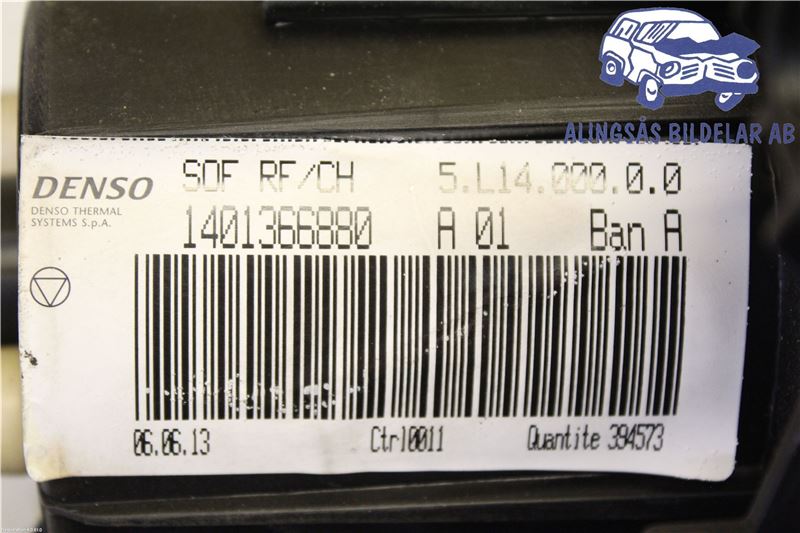 ALINGSÅS BILDELAR AB
DENSO
DENSO THERMAL
SYSTEMS S.p.A.
SOF RF/CH 5.L14.000.0.0
1401366880 A 01 Ban A
06.06.13 Ctrl0011 Quantite 394573